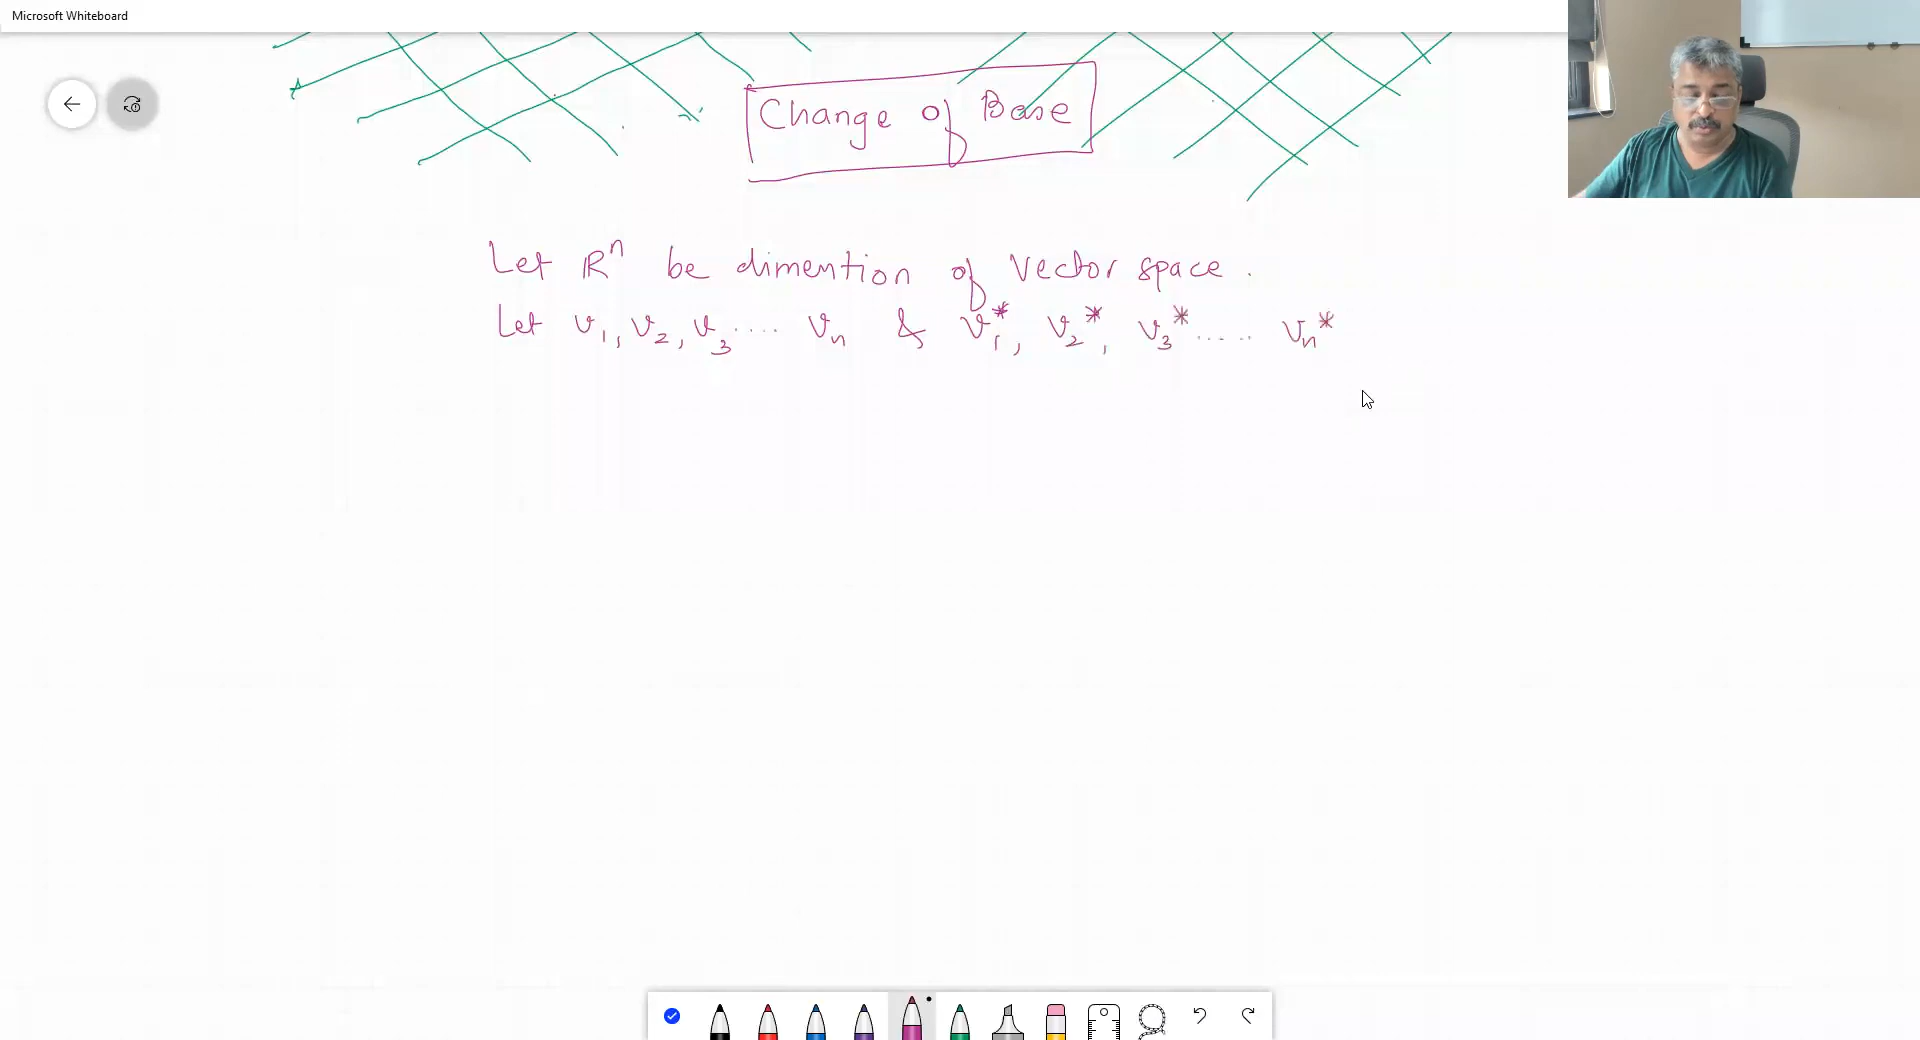 Microsoft Whiteboard
Change of Base
Let Rⁿ be dimention of Vector space.
Let v₁, v₂, v₃.... vₙ & v₁*, v₂*, v₃*..... vₙ*